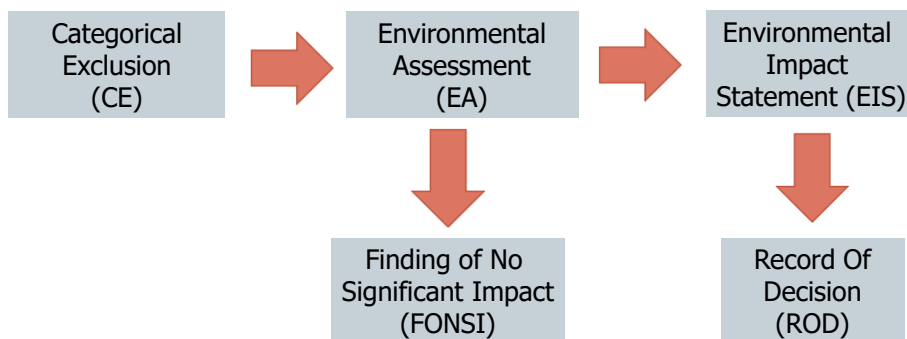 Categorical
Exclusion
(CE)
Environmental
Assessment
(EA)
Environmental
Impact
Statement (EIS)
Finding of No
Significant Impact
(FONSI)
Record Of
Decision
(ROD)